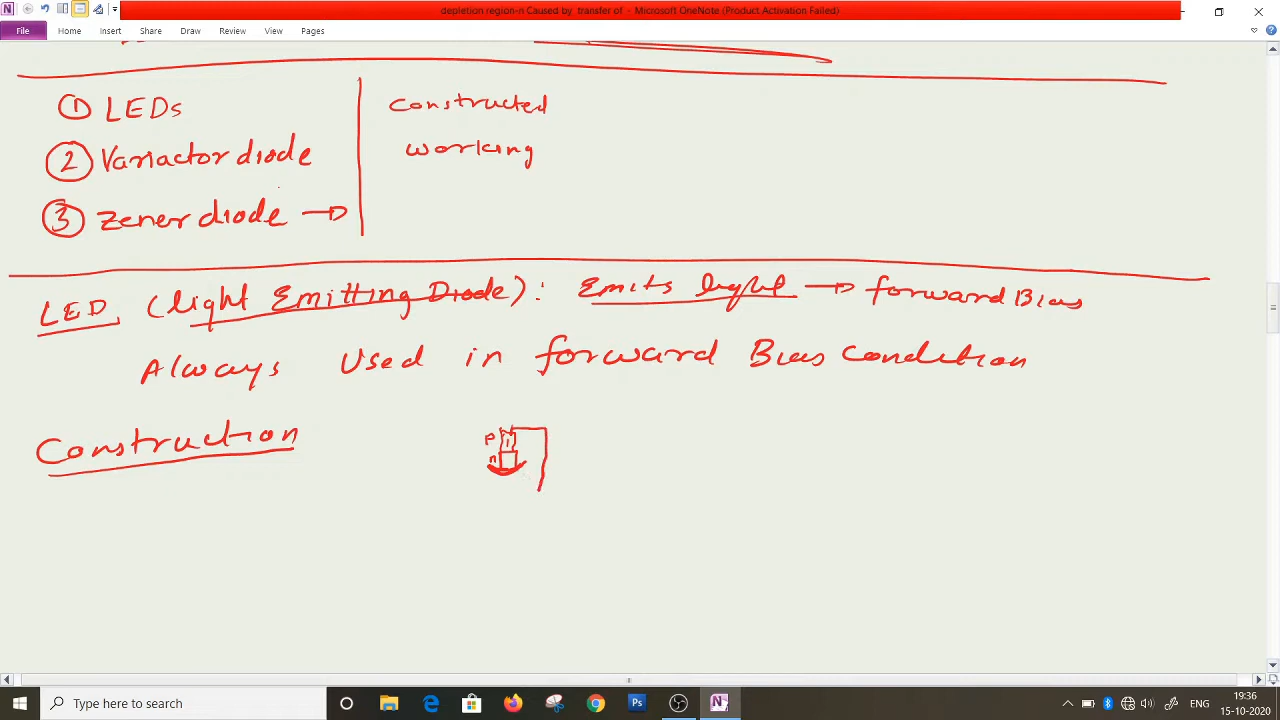 depletion region-n Caused by transfer of - Microsoft OneNote (Product Activation Failed)
File Home Insert Share Draw Review View Pages
① LEDs
② Variactor diode
③ Zener diode →
constructed
working
LED (light Emitting Diode): Emits light → forward Bias
Always Used in forward Bias condition
Construction
p
n
Type here to search
ENG
19:36
15-10-2020